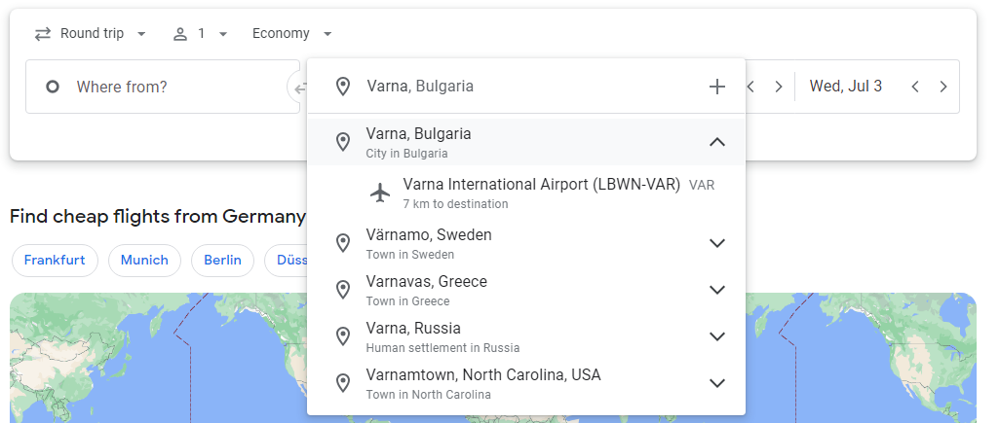 Round trip
1
Economy
Where from?
Varna, Bulgaria
Wed, Jul 3
Varna, Bulgaria
City in Bulgaria
Varna International Airport (LBWN-VAR) VAR
7 km to destination
Värnamo, Sweden
Town in Sweden
Varnavas, Greece
Town in Greece
Varna, Russia
Human settlement in Russia
Varnamtown, North Carolina, USA
Town in North Carolina
Find cheap flights from Germany
Frankfurt
Munich
Berlin
Düss